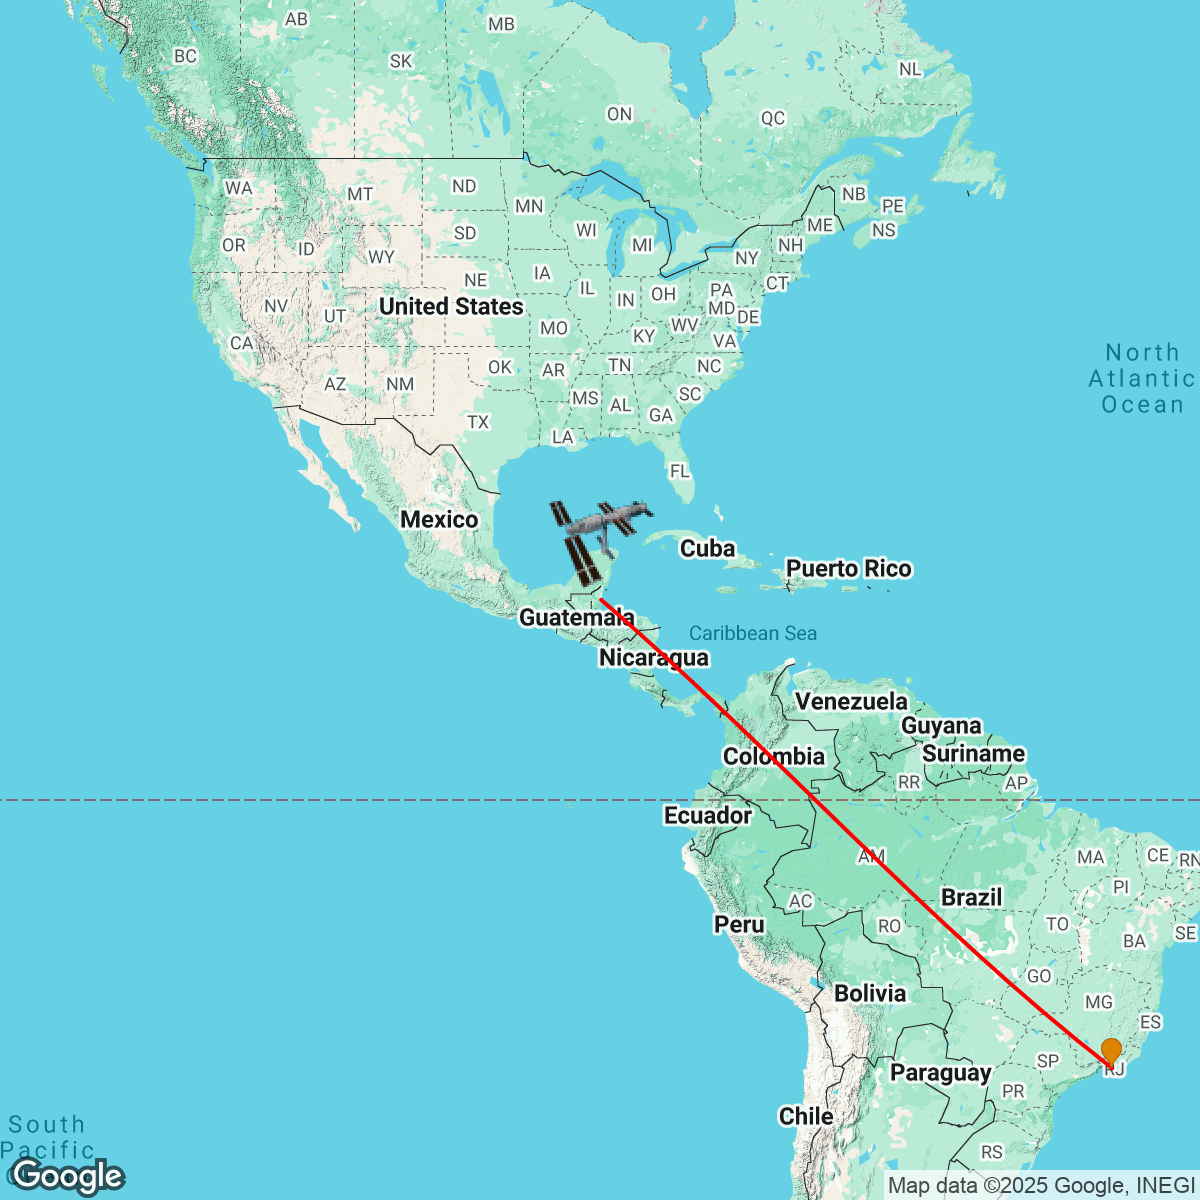 AB
MB
BC
SK
NL
ON
QC
WA
MT
ND
MN
NB
PE
NS
ME
OR
ID
SD
WI
MI
NH
WY
NY
NV
UT
NE
IA
IL
IN
OH
PA
CT
United States
MD
DE
MO
KY
WV
VA
CA
North
Atlantic
Ocean
AZ
NM
OK
AR
TN
NC
MS
AL
SC
GA
TX
LA
FL
Mexico
Cuba
Puerto Rico
Guatemala
Caribbean Sea
Nicaragua
Venezuela
Guyana
Colombia
Suriname
RR
AP
Ecuador
AM
MA
CE
RN
PI
AC
Brazil
Peru
RO
TO
BA
SE
GO
Bolivia
MG
ES
SP
RJ
Paraguay
PR
Chile
South
Pacific
RS
Google
Map data ©2025 Google, INEGI